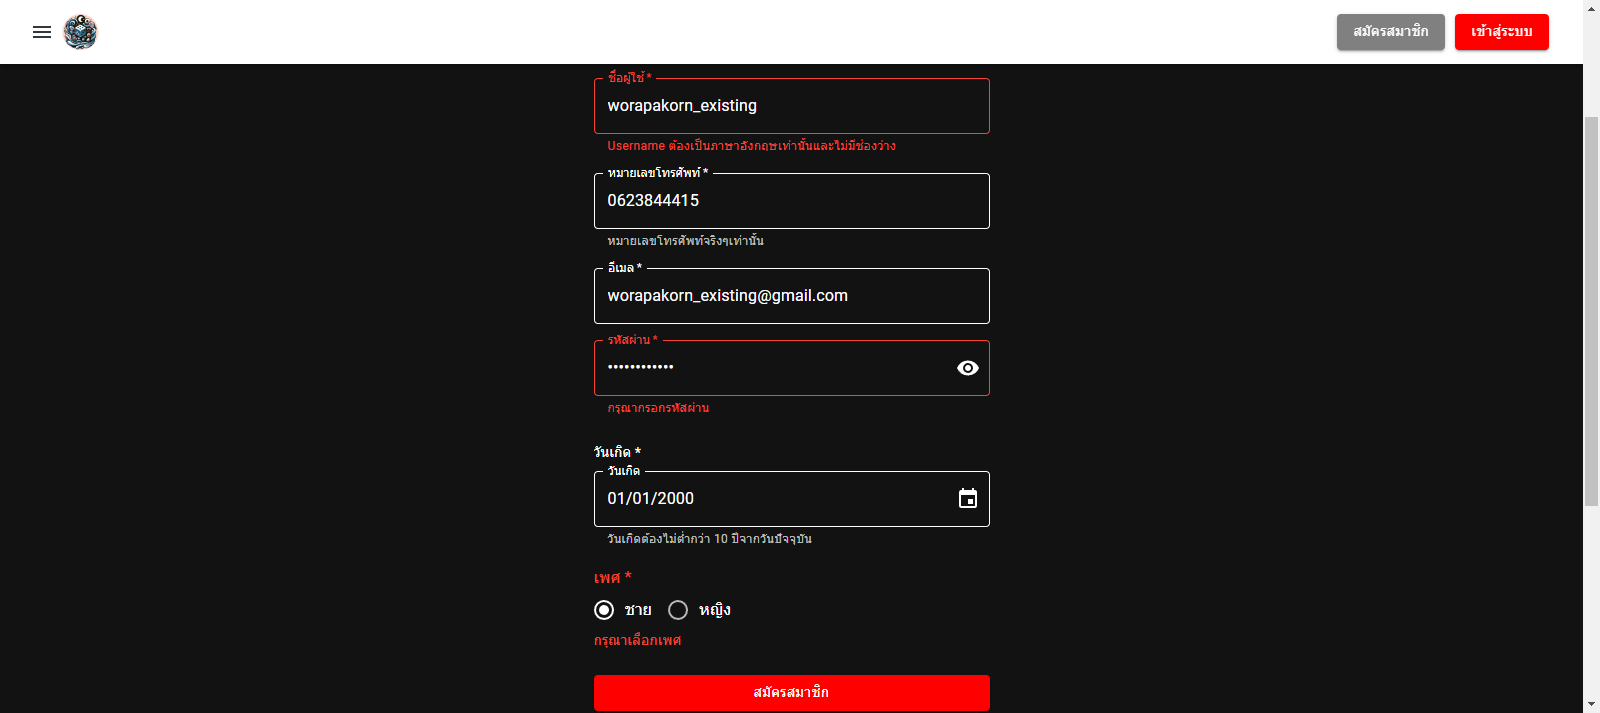 สมัครสมาชิก
เข้าสู่ระบบ
ชื่อผู้ใช้ *
worapakorn_existing
Username ต้องเป็นภาษาอังกฤษเท่านั้นและไม่มีช่องว่าง
หมายเลขโทรศัพท์ *
0623844415
หมายเลขโทรศัพท์จริงๆเท่านั้น
อีเมล *
worapakorn_existing@gmail.com
รหัสผ่าน *
••••••••••••
กรุณากรอกรหัสผ่าน
วันเกิด *
วันเกิด
01/01/2000
วันเกิดต้องไม่ต่ำกว่า 10 ปีจากวันปัจจุบัน
เพศ *
ชาย
หญิง
กรุณาเลือกเพศ
สมัครสมาชิก